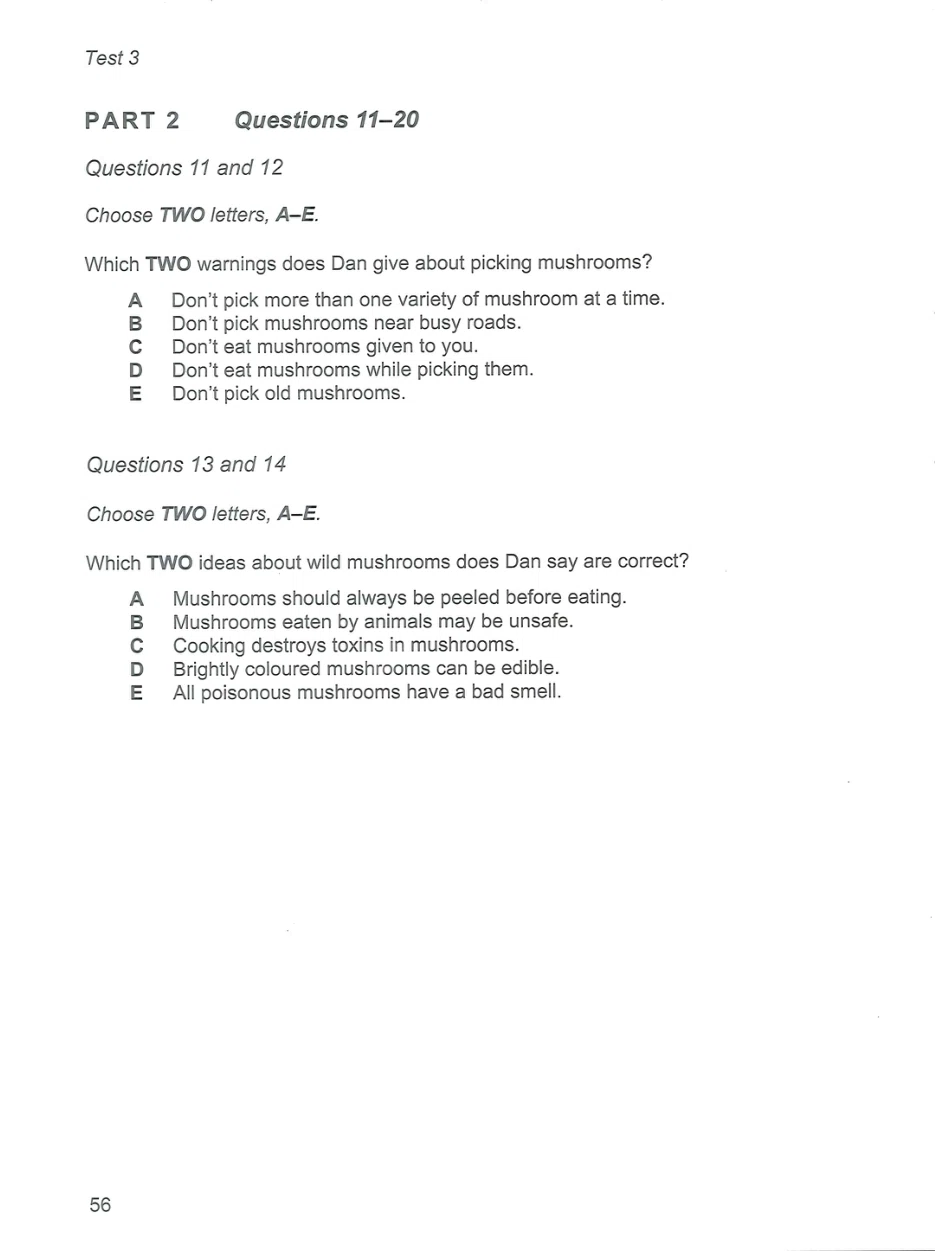 Test 3
PART 2 Questions 11–20
Questions 11 and 12
Choose TWO letters, A–E.
Which TWO warnings does Dan give about picking mushrooms?
A Don't pick more than one variety of mushroom at a time.
B Don't pick mushrooms near busy roads.
C Don't eat mushrooms given to you.
D Don't eat mushrooms while picking them.
E Don't pick old mushrooms.
Questions 13 and 14
Choose TWO letters, A–E.
Which TWO ideas about wild mushrooms does Dan say are correct?
A Mushrooms should always be peeled before eating.
B Mushrooms eaten by animals may be unsafe.
C Cooking destroys toxins in mushrooms.
D Brightly coloured mushrooms can be edible.
E All poisonous mushrooms have a bad smell.
56